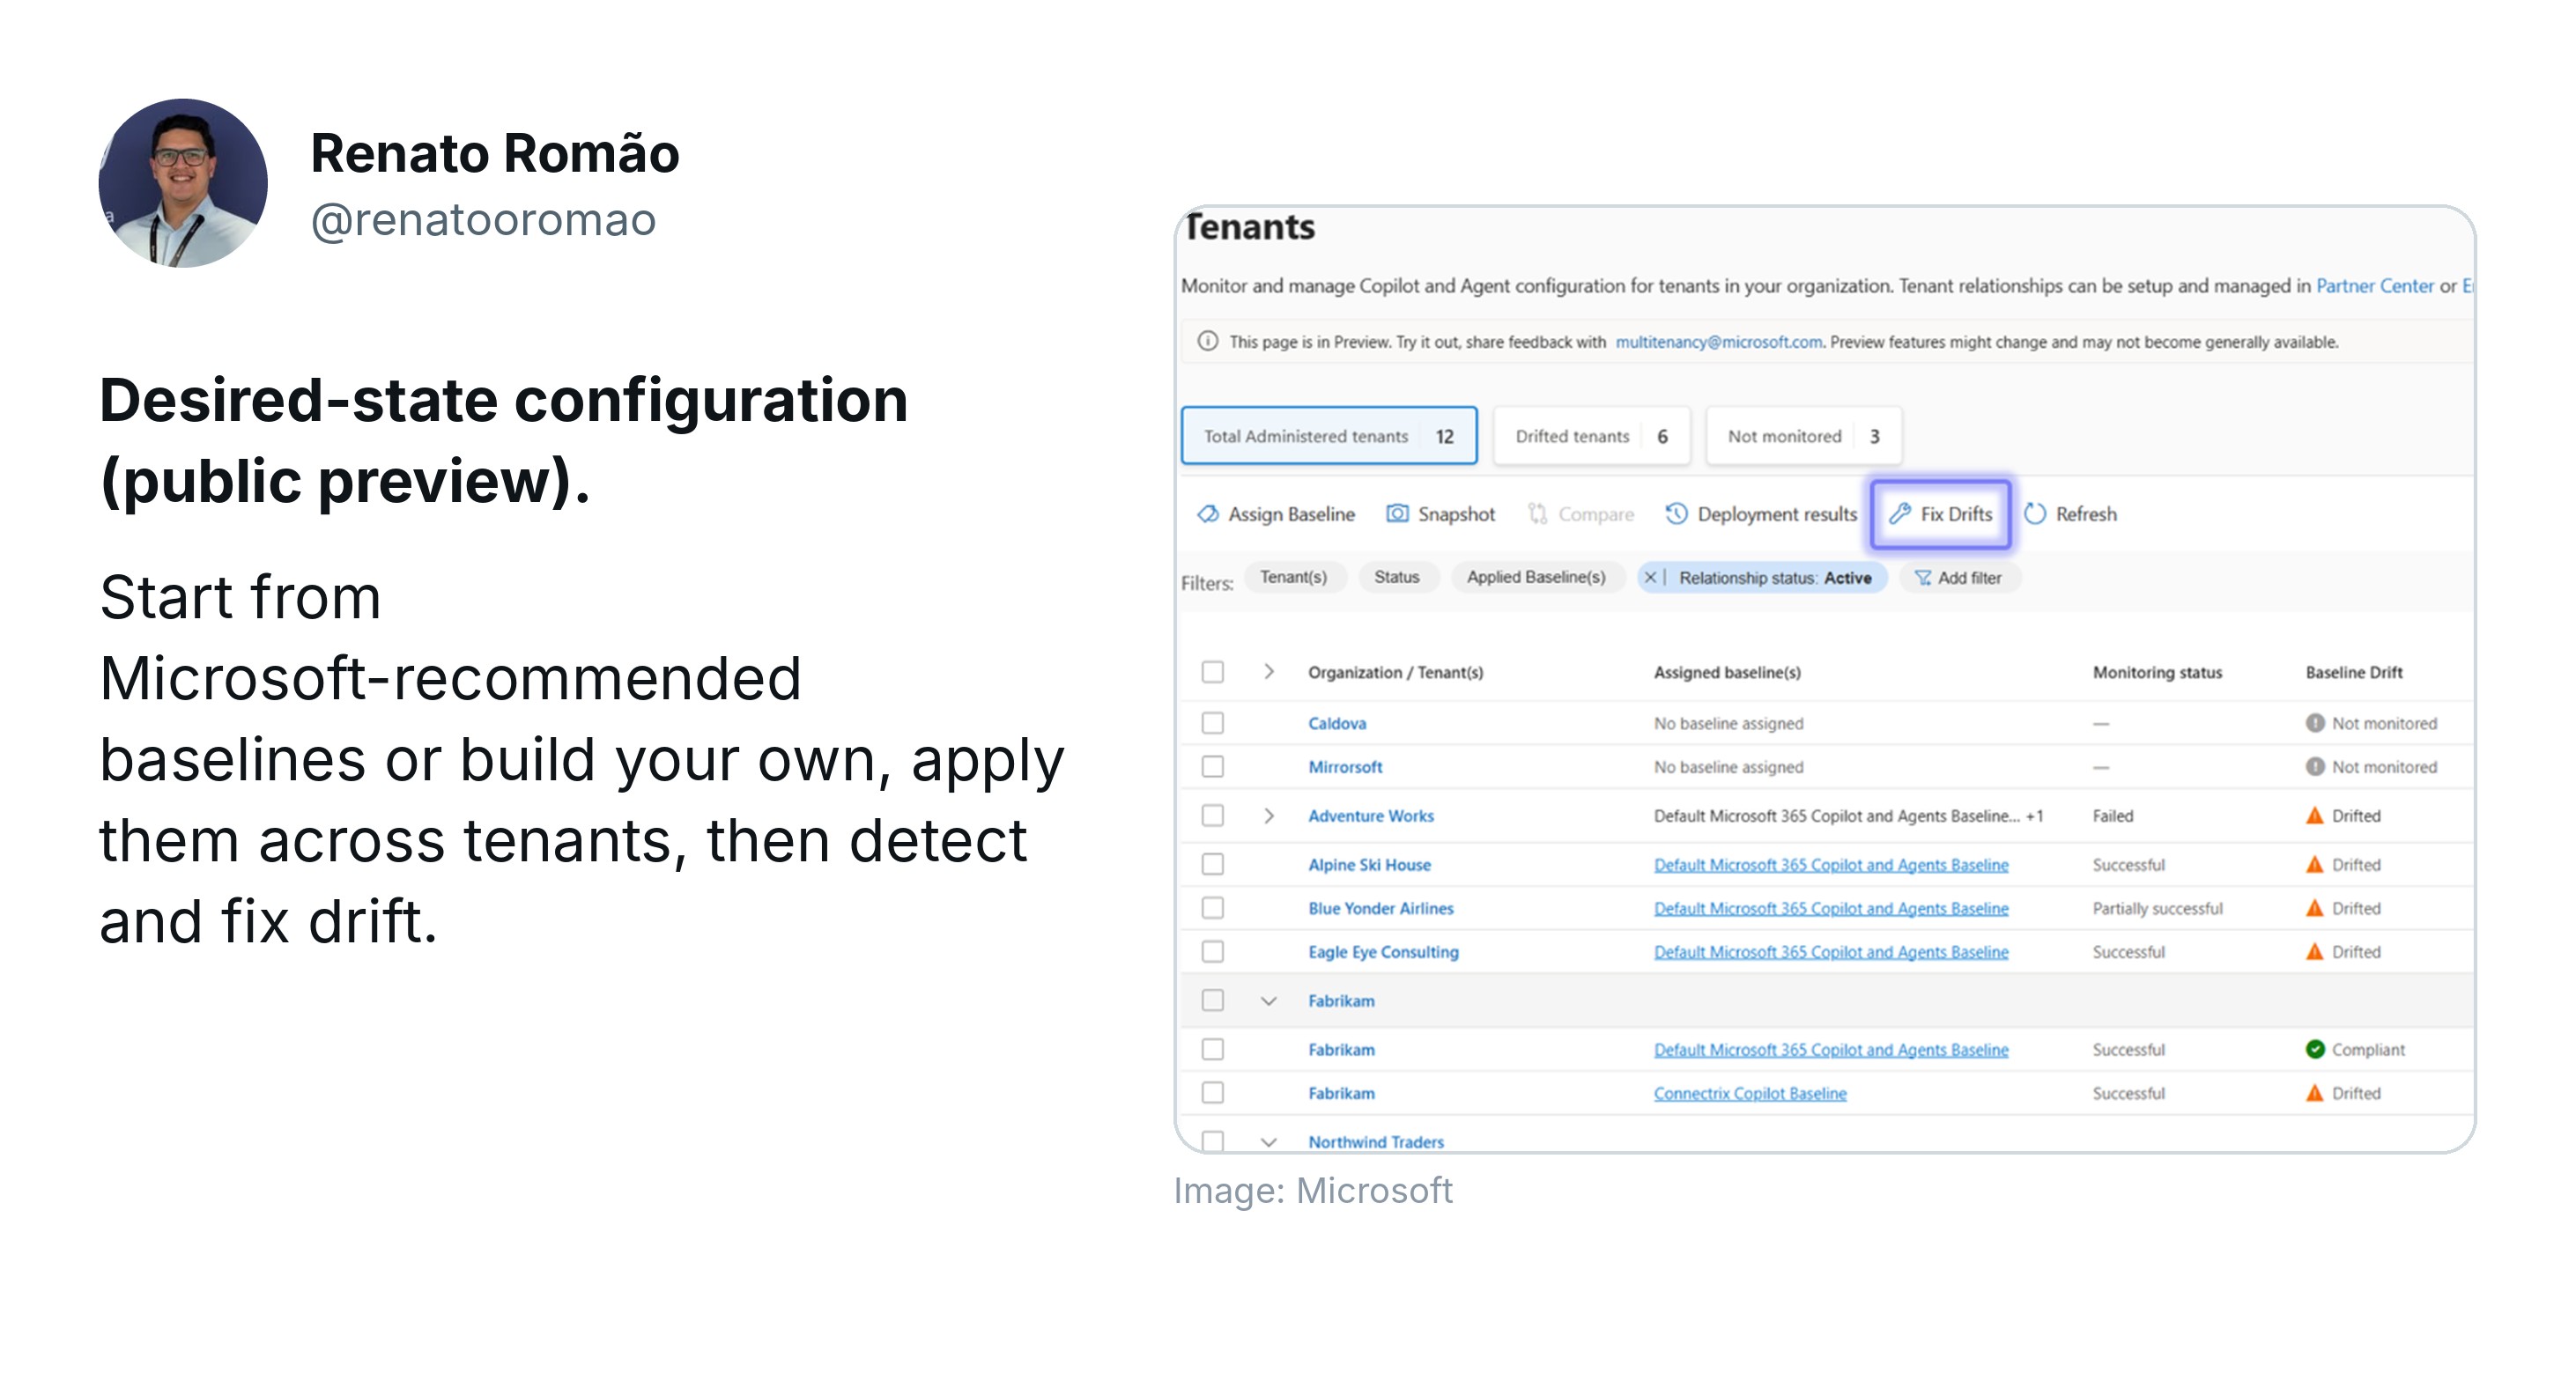 Renato Romão
@renatooromao
Desired-state configuration
(public preview).
Start from
Microsoft-recommended
baselines or build your own, apply
them across tenants, then detect
and fix drift.
Tenants
Monitor and manage Copilot and Agent configuration for tenants in your organization. Tenant relationships can be setup and managed in Partner Center or
This page is in Preview. Try it out, share feedback with multitenancy@microsoft.com. Preview features might change and may not become generally available.
Total Administered tenants 12 Drifted tenants 6 Not monitored 3
Assign Baseline Snapshot Compare Deployment results Fix Drifts Refresh
Filters: Tenant(s) Status Applied Baseline(s) Relationship status: Active Add filter
Organization / Tenant(s) Assigned baseline(s) Monitoring status Baseline Drift
Caldova No baseline assigned — Not monitored
Mirrorsoft No baseline assigned — Not monitored
Adventure Works Default Microsoft 365 Copilot and Agents Baseline... +1 Failed Drifted
Alpine Ski House Default Microsoft 365 Copilot and Agents Baseline Successful Drifted
Blue Yonder Airlines Default Microsoft 365 Copilot and Agents Baseline Partially successful Drifted
Eagle Eye Consulting Default Microsoft 365 Copilot and Agents Baseline Successful Drifted
Fabrikam
Fabrikam Default Microsoft 365 Copilot and Agents Baseline Successful Compliant
Fabrikam Connectrix Copilot Baseline Successful Drifted
Northwind Traders
Image: Microsoft